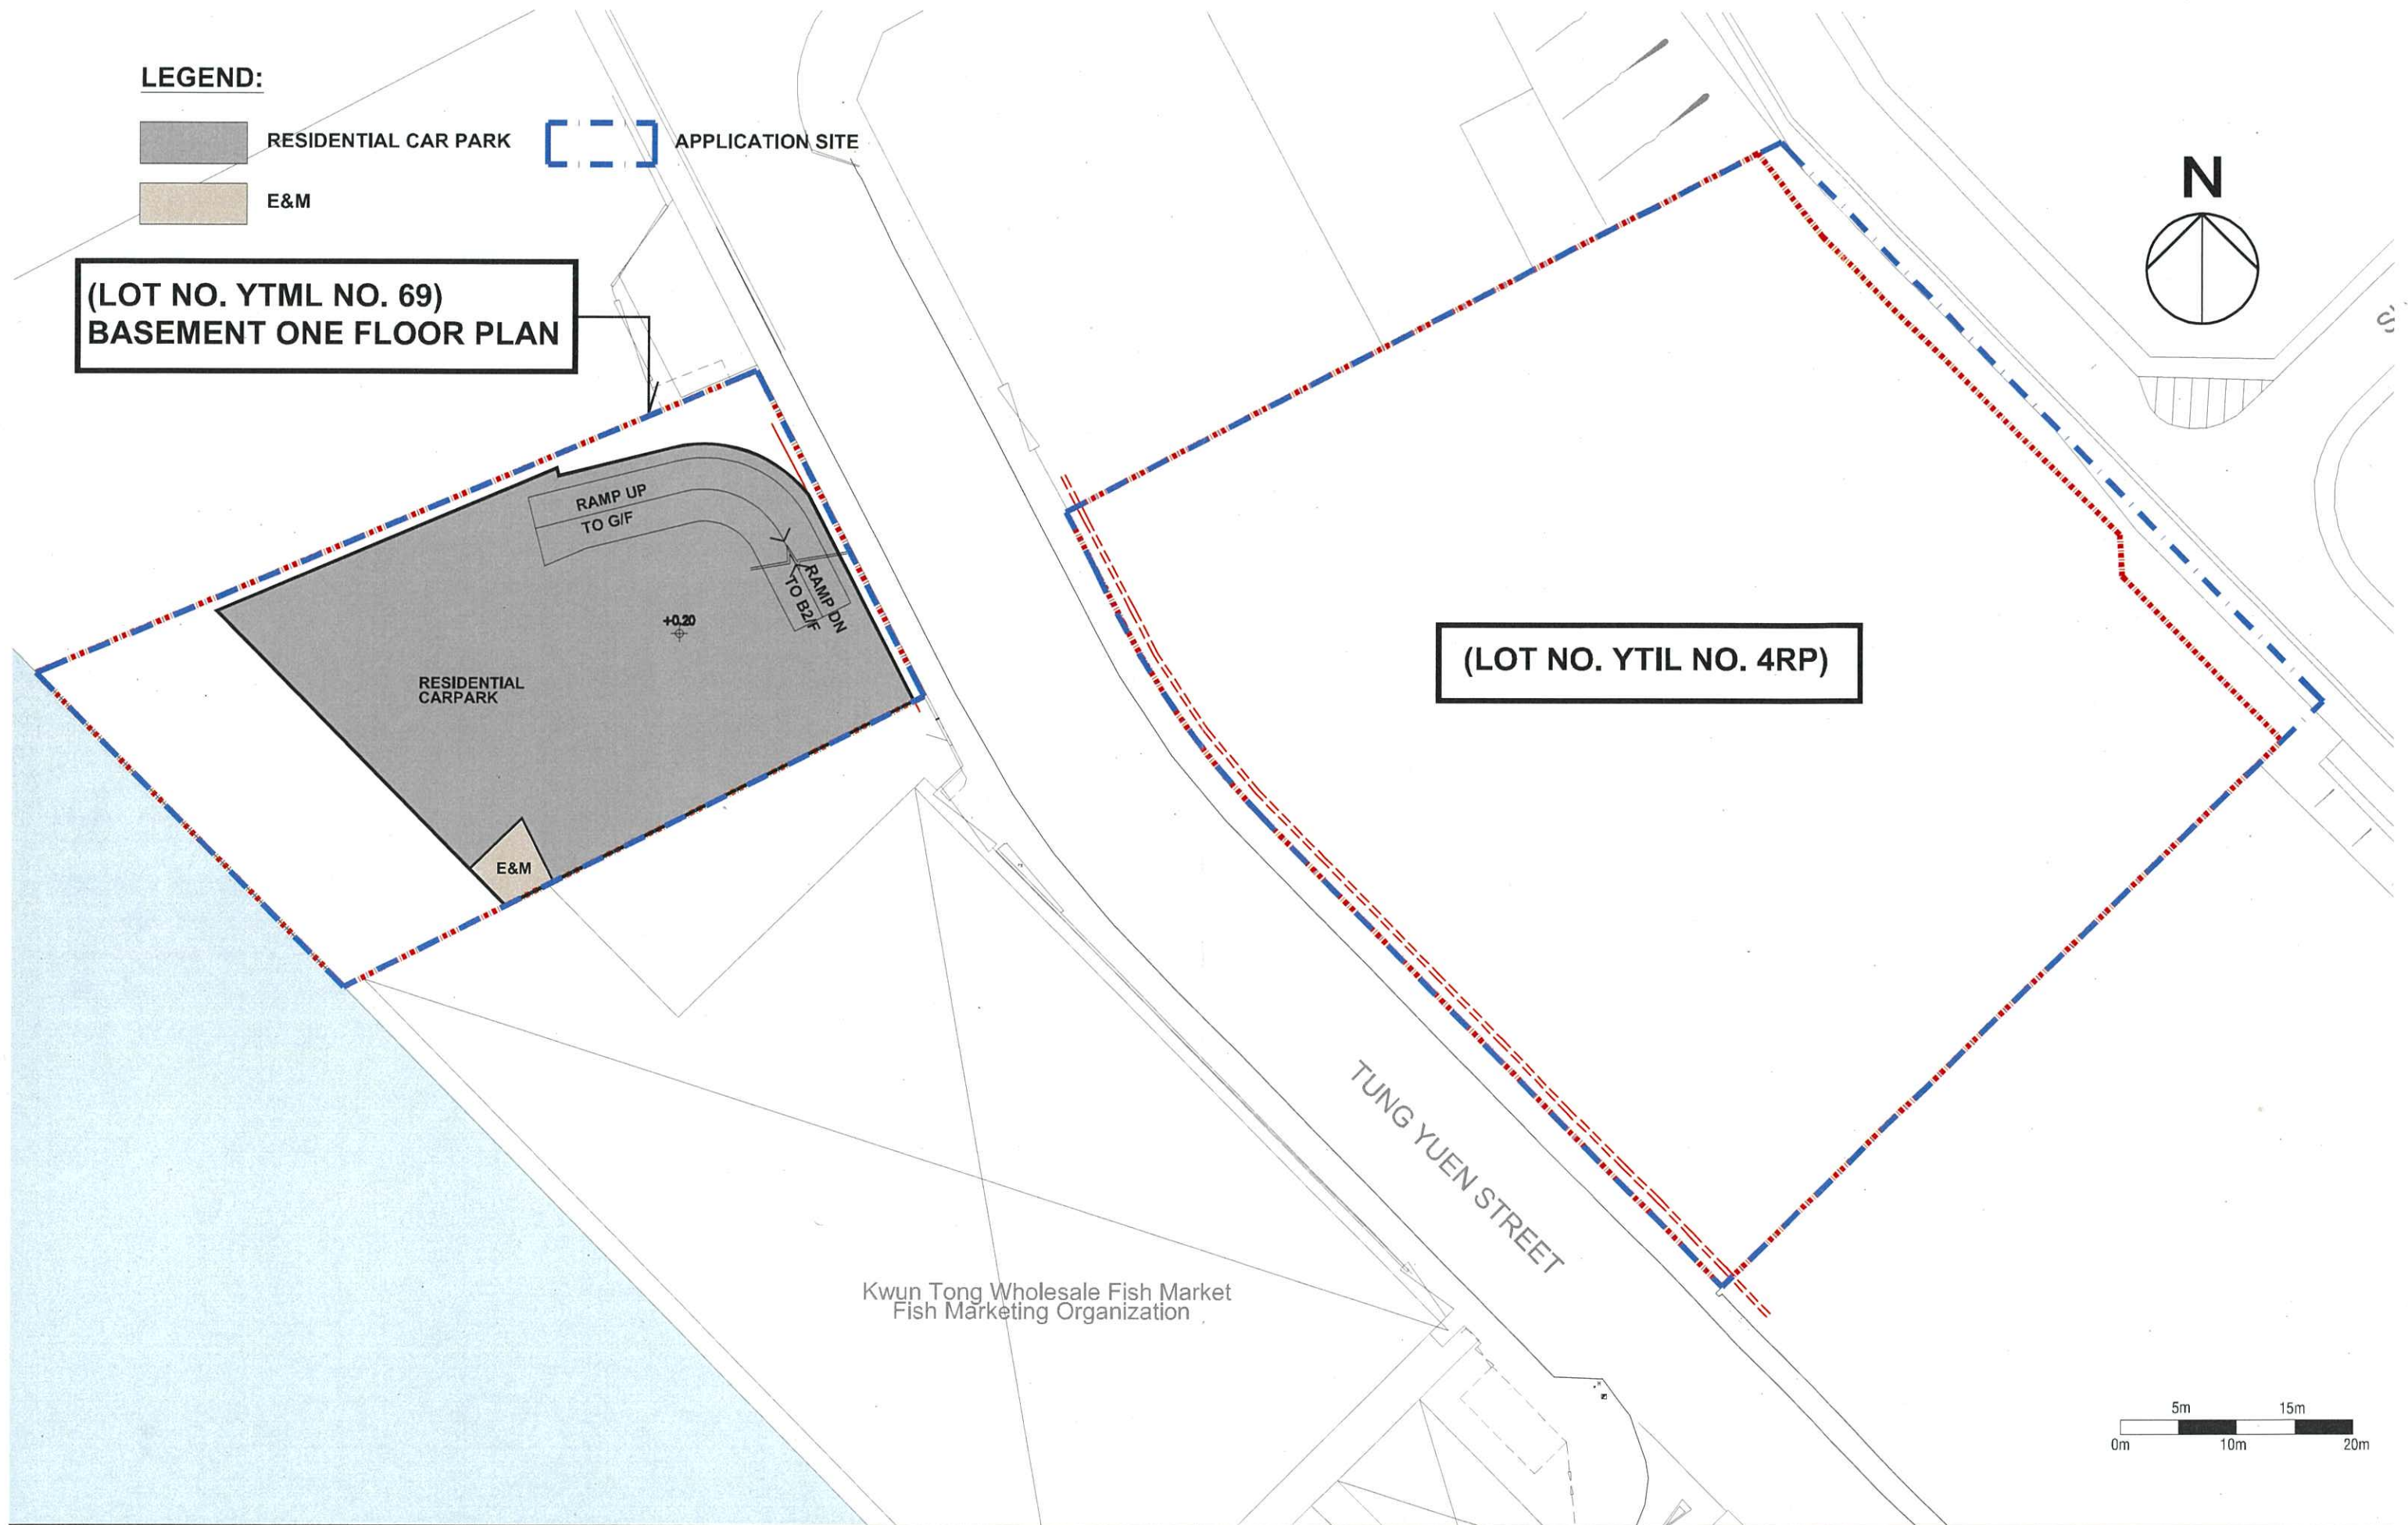 LEGEND:
RESIDENTIAL CAR PARK
APPLICATION SITE
E&M
N
(LOT NO. YTML NO. 69)
BASEMENT ONE FLOOR PLAN
RAMP UP
TO G/F
RAMP DN
TO B2/F
+0.20
RESIDENTIAL
CARPARK
E&M
(LOT NO. YTIL NO. 4RP)
TUNG YUEN STREET
Kwun Tong Wholesale Fish Market
Fish Marketing Organization
5m
15m
0m
10m
20m